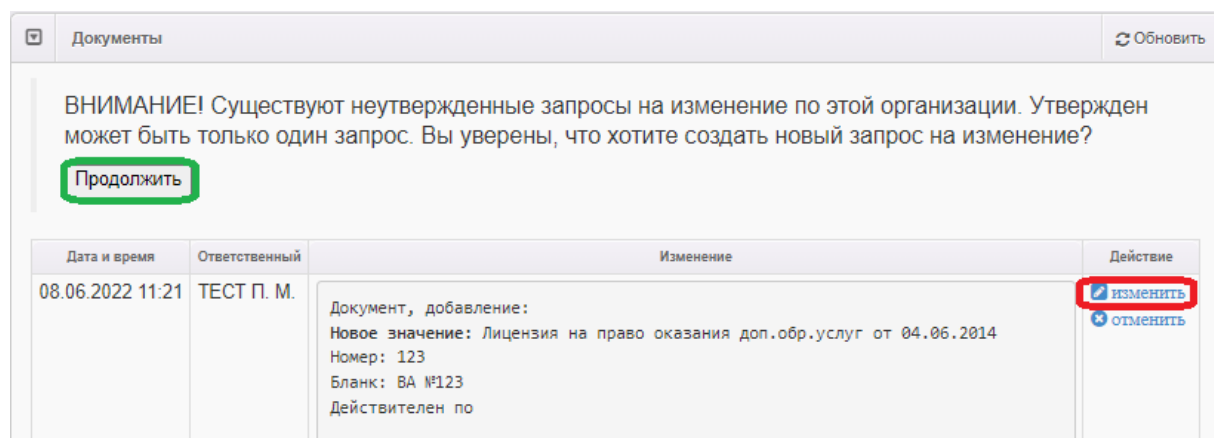 Документы
Обновить
ВНИМАНИЕ! Существуют неутвержденные запросы на изменение по этой организации. Утвержден
может быть только один запрос. Вы уверены, что хотите создать новый запрос на изменение?
Продолжить
Дата и время Ответственный Изменение Действие
08.06.2022 11:21 ТЕСТ П. М.
Документ, добавление:
Новое значение: Лицензия на право оказания доп.обр.услуг от 04.06.2014
Номер: 123
Бланк: ВА №123
Действителен по
изменить
отменить